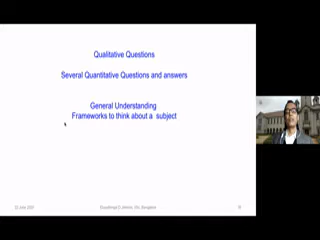 Qualitative Questions
Several Quantitative Questions and answers
General Understanding
Frameworks to think about a subject